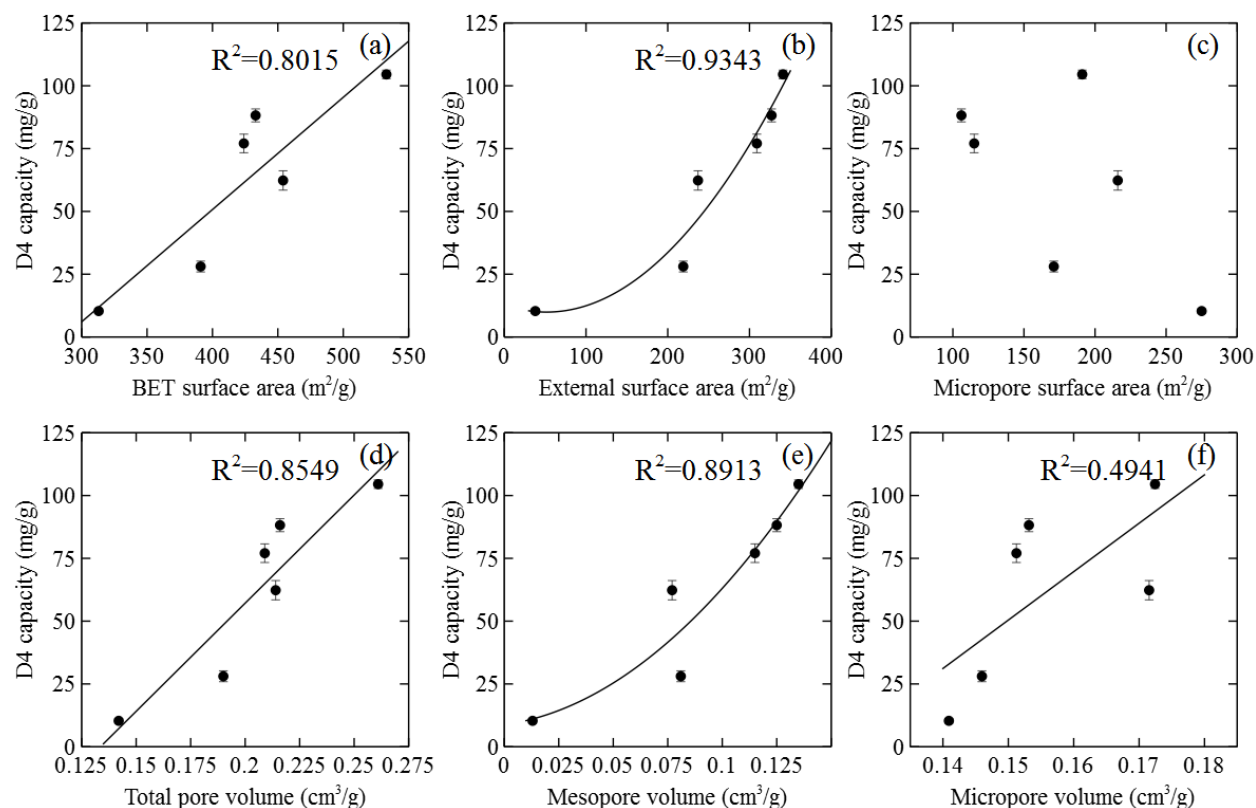 (a)
R²=0.8015
125
100
75
50
25
0
D4 capacity (mg/g)
300
350
400
450
500
550
BET surface area (m²/g)
(b)
R²=0.9343
125
100
75
50
25
0
D4 capacity (mg/g)
0
100
200
300
400
External surface area (m²/g)
(c)
125
100
75
50
25
0
D4 capacity (mg/g)
100
150
200
250
300
Micropore surface area (m²/g)
(d)
R²=0.8549
125
100
75
50
25
0
D4 capacity (mg/g)
0.125
0.175
0.2
0.225
0.275
Total pore volume (cm³/g)
(e)
R²=0.8913
125
100
75
50
25
0
D4 capacity (mg/g)
0
0.025
0.05
0.075
0.1
0.125
Mesopore volume (cm³/g)
(f)
R²=0.4941
125
100
75
50
25
0
D4 capacity (mg/g)
0.14
0.15
0.16
0.17
0.18
Micropore volume (cm³/g)